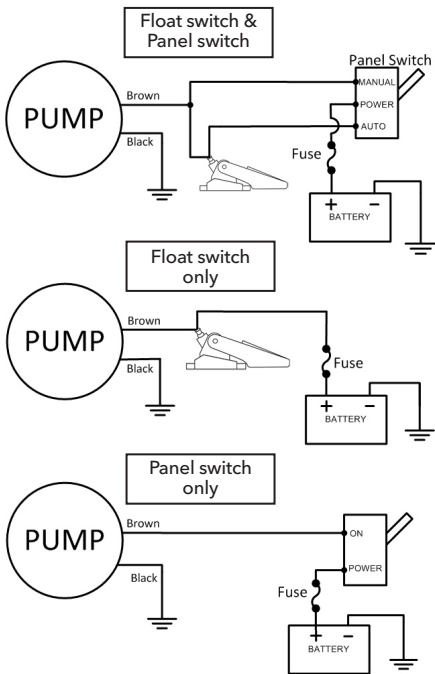 Float switch &
Panel switch
Panel Switch
PUMP
Brown
Black
MANUAL
POWER
AUTO
Fuse
+ −
BATTERY
Float switch
only
PUMP
Brown
Black
Fuse
+ −
BATTERY
Panel switch
only
PUMP
Brown
Black
ON
POWER
Fuse
+ −
BATTERY